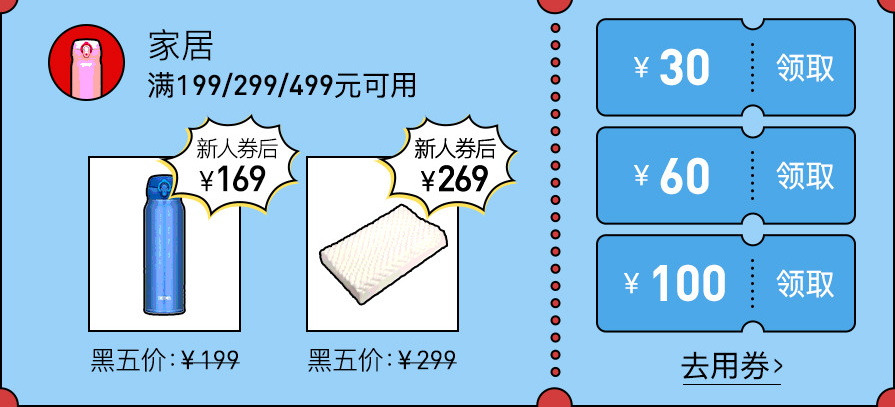 家居
满199/299/499元可用
新人券后
¥169
黑五价:¥199
新人券后
¥269
黑五价:¥299
¥ 30 领取
¥ 60 领取
¥ 100 领取
去用券>